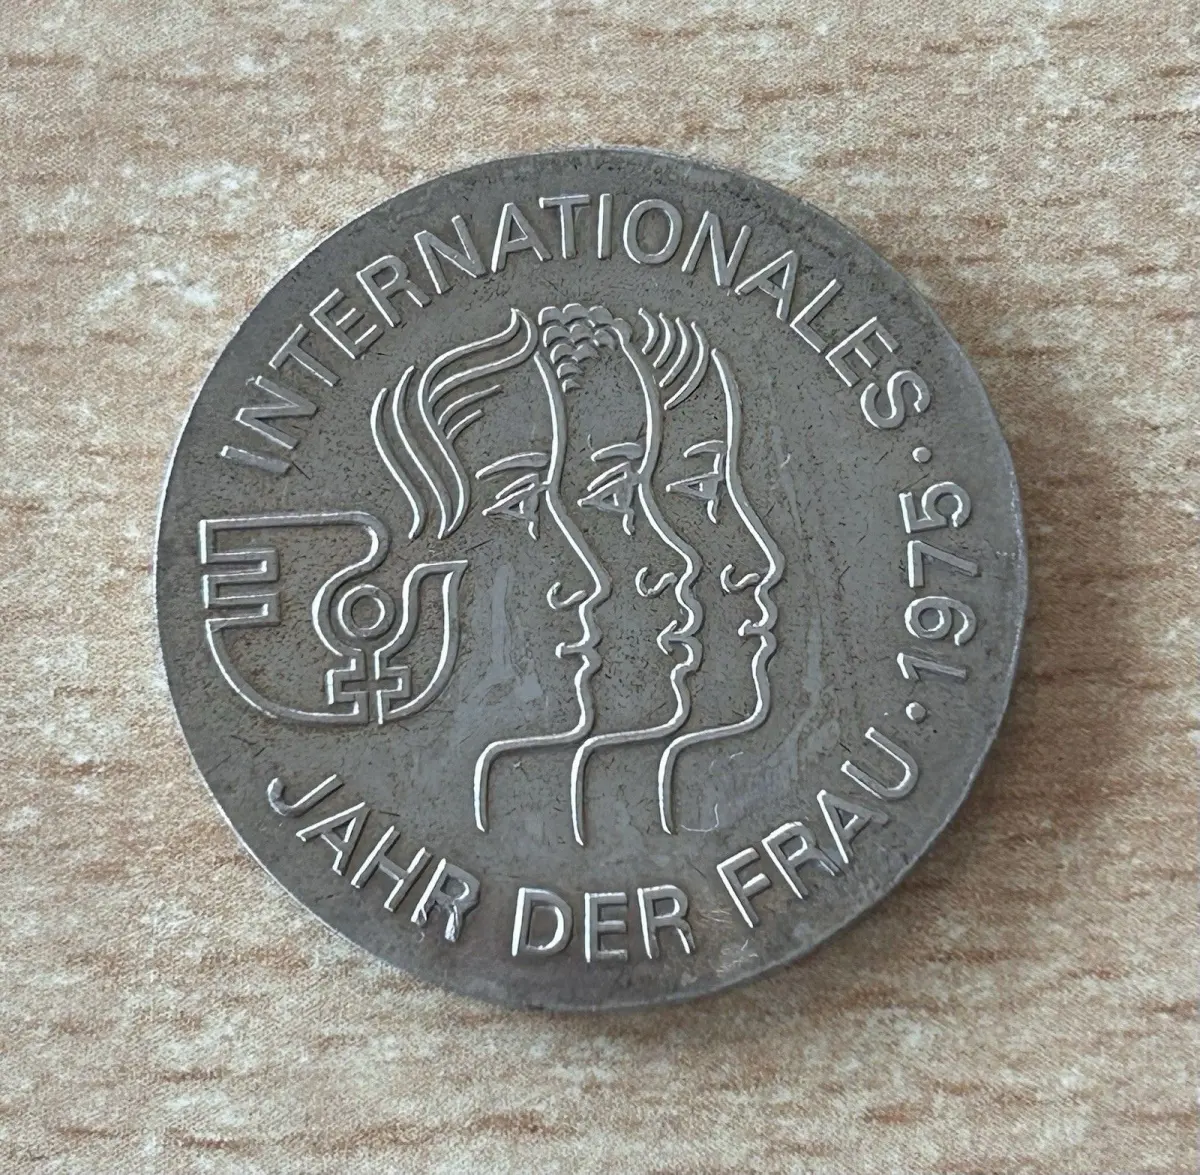 INTERNATIONALES · 1975 ·
JAHR DER FRAU